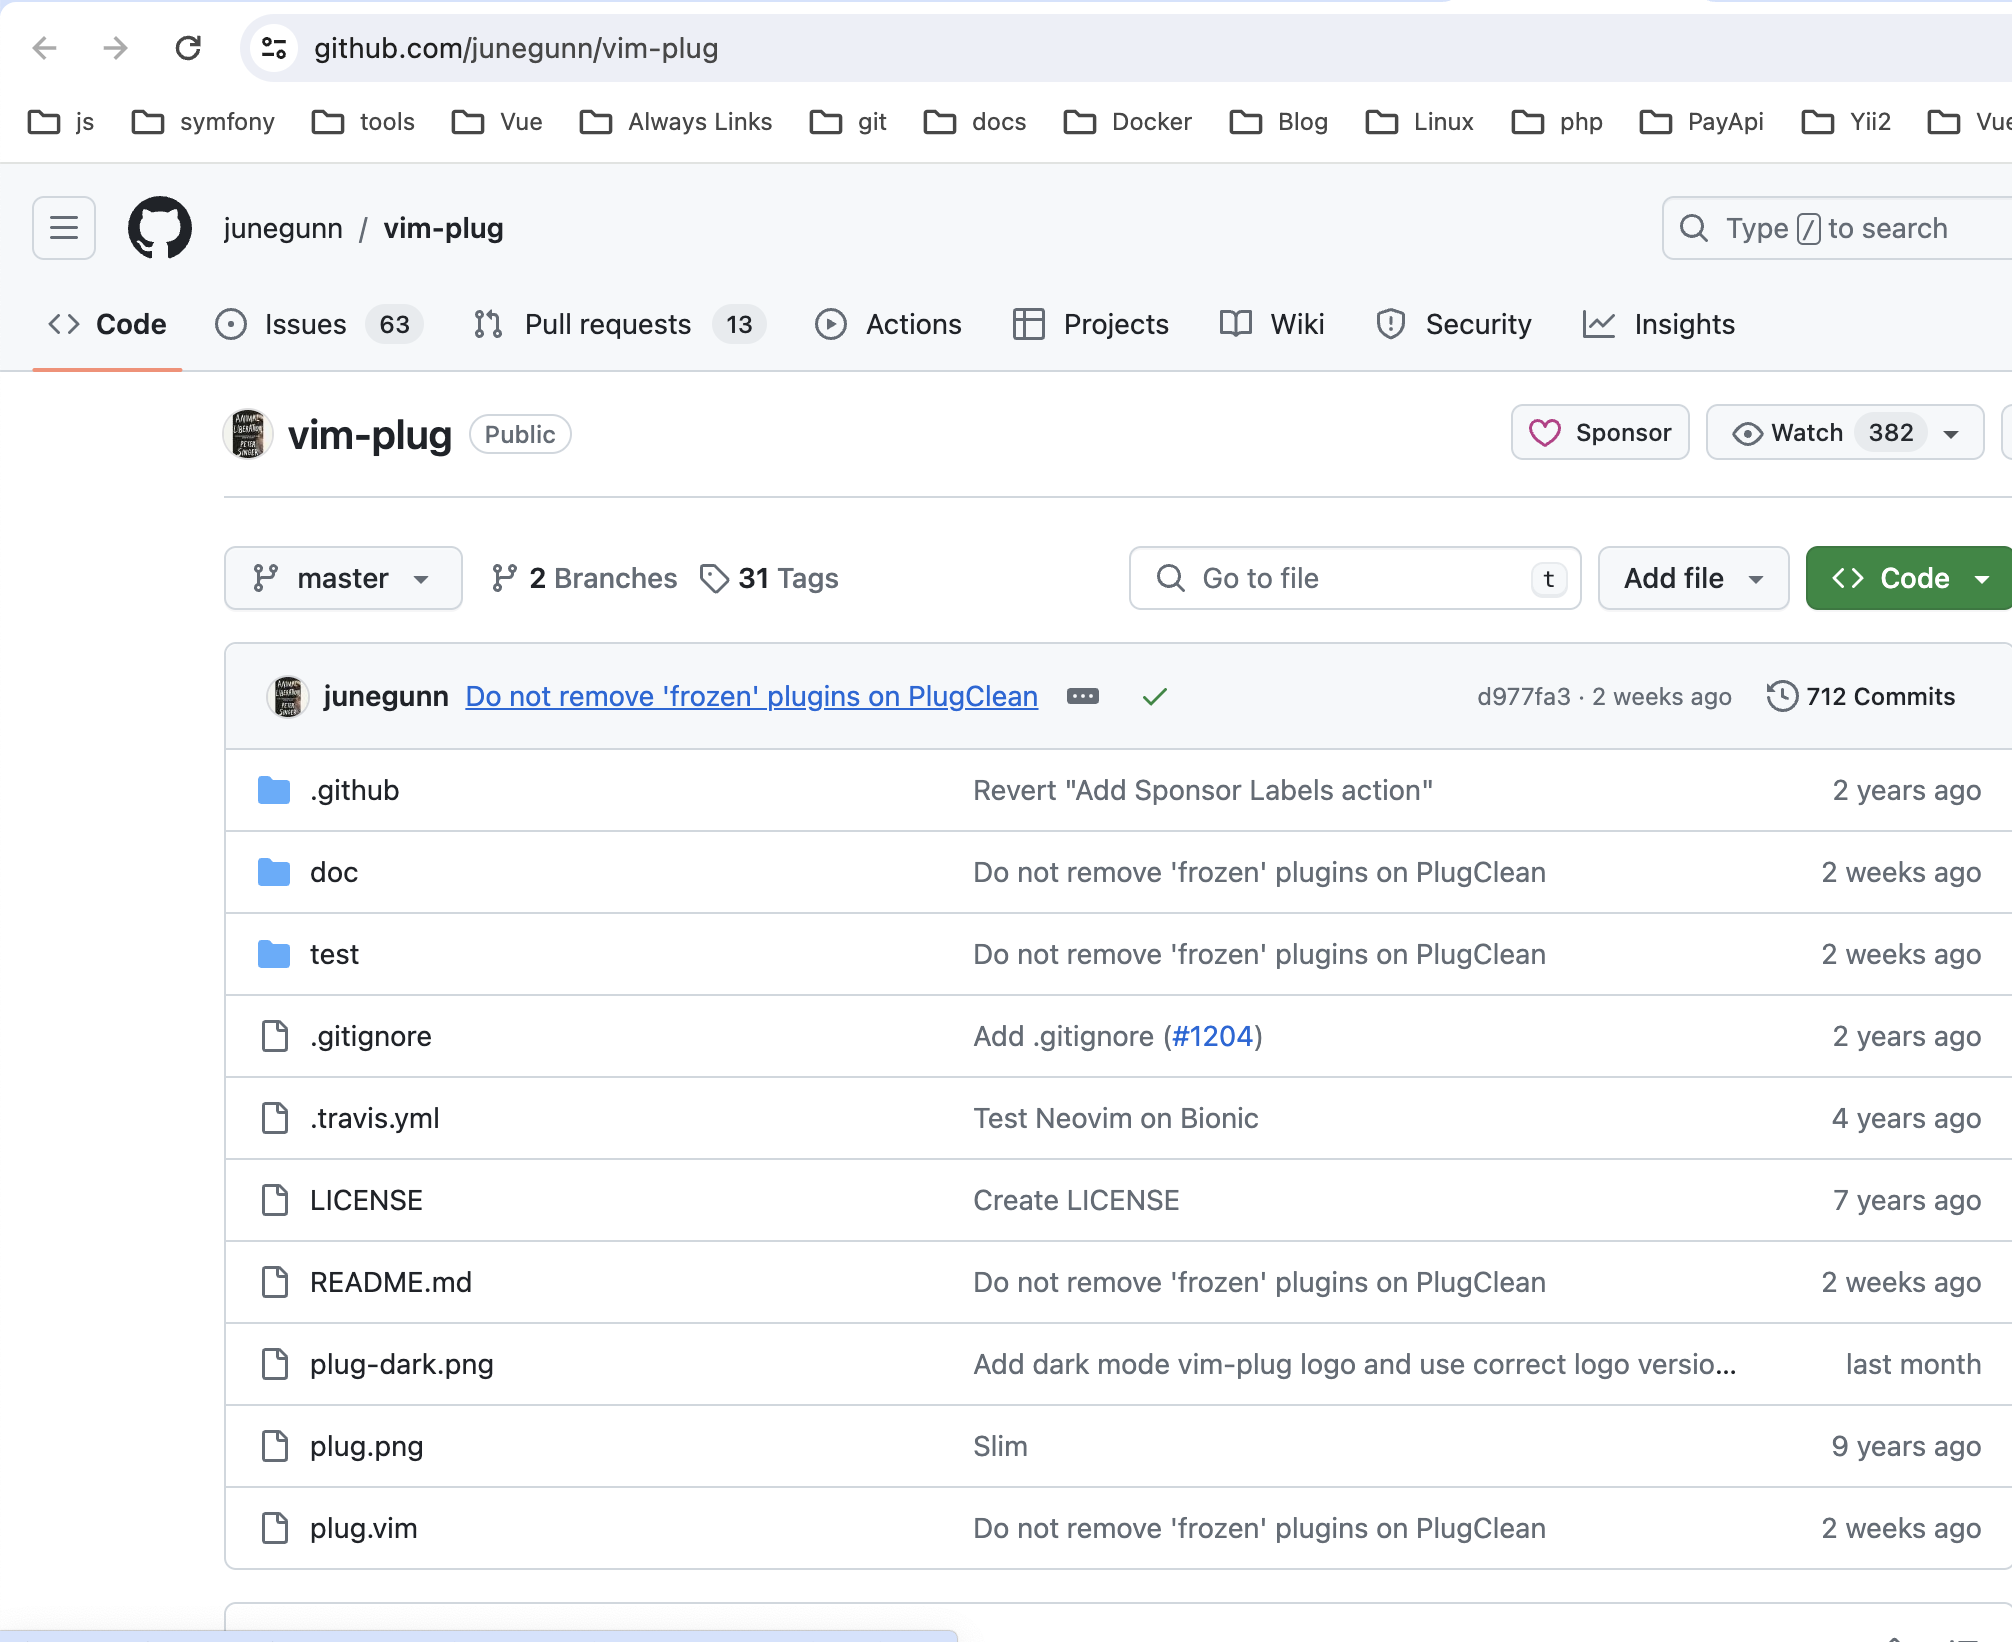 github.com/junegunn/vim-plug
js symfony tools Vue Always Links git docs Docker Blog Linux php PayApi Yii2 Vue
junegunn / vim-plug Type / to search
Code Issues 63 Pull requests 13 Actions Projects Wiki Security Insights
ANIMAL LIBERATION PETER SINGER vim-plug Public Sponsor Watch 382
master 2 Branches 31 Tags Go to file t Add file Code
junegunn Do not remove 'frozen' plugins on PlugClean d977fa3 · 2 weeks ago 712 Commits
.github Revert "Add Sponsor Labels action" 2 years ago
doc Do not remove 'frozen' plugins on PlugClean 2 weeks ago
test Do not remove 'frozen' plugins on PlugClean 2 weeks ago
.gitignore Add .gitignore (#1204) 2 years ago
.travis.yml Test Neovim on Bionic 4 years ago
LICENSE Create LICENSE 7 years ago
README.md Do not remove 'frozen' plugins on PlugClean 2 weeks ago
plug-dark.png Add dark mode vim-plug logo and use correct logo versio... last month
plug.png Slim 9 years ago
plug.vim Do not remove 'frozen' plugins on PlugClean 2 weeks ago